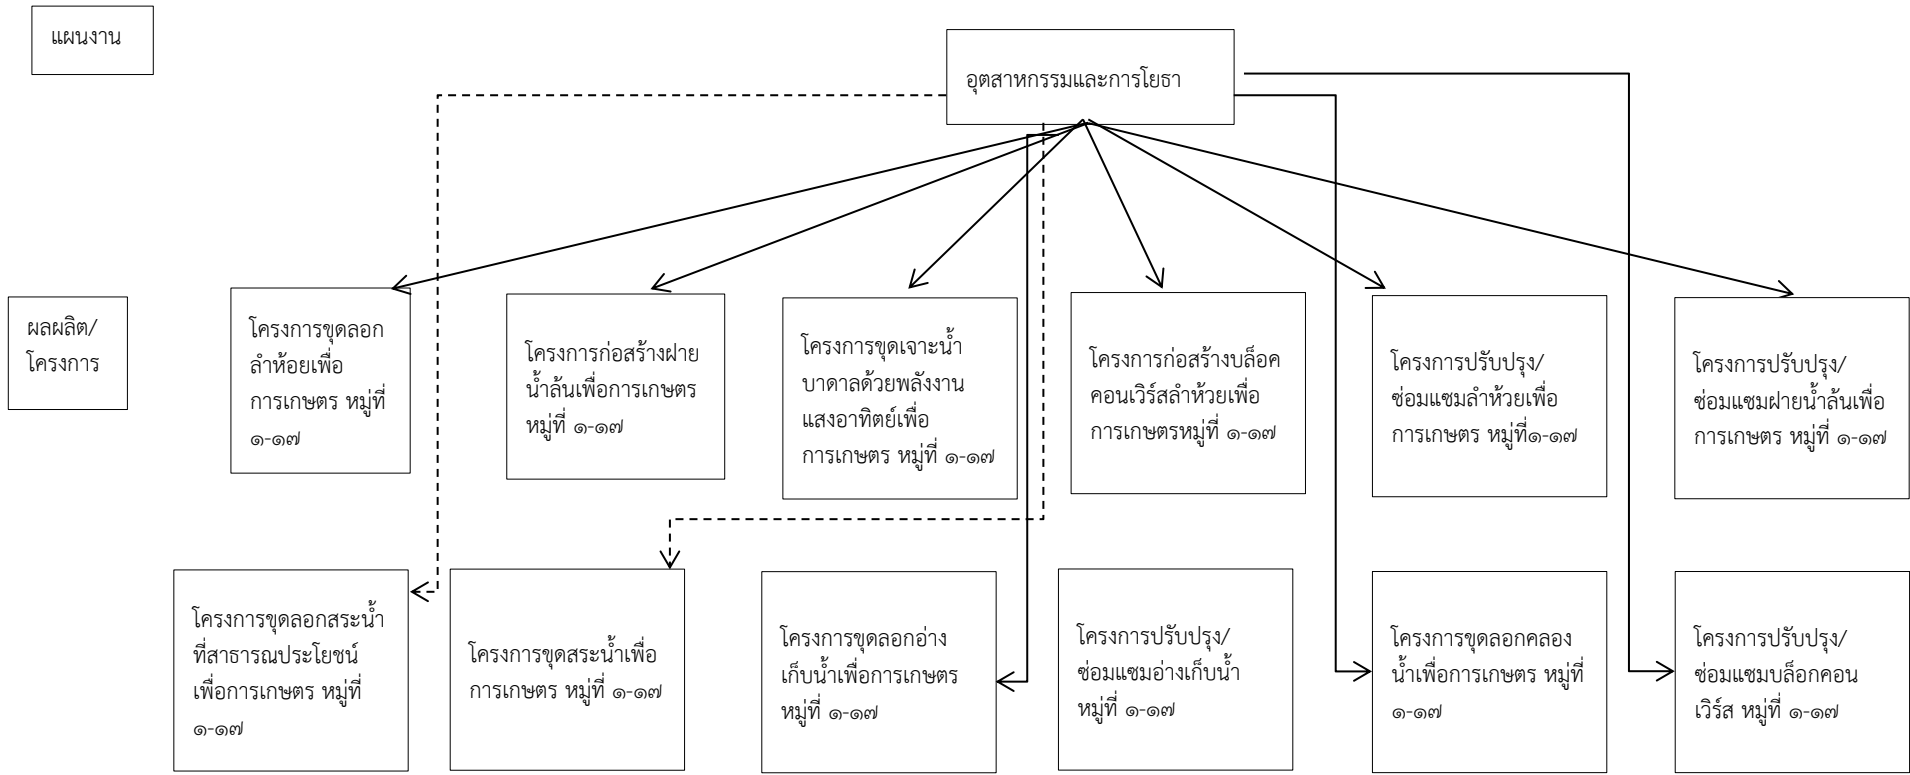 แผนงาน
อุตสาหกรรมและการโยธา
ผลผลิต/
โครงการ
โครงการขุดลอก
ลำห้อยเพื่อ
การเกษตร หมู่ที่
๑-๑๗
โครงการก่อสร้างฝาย
น้ำล้นเพื่อการเกษตร
หมู่ที่ ๑-๑๗
โครงการขุดเจาะน้ำ
บาดาลด้วยพลังงาน
แสงอาทิตย์เพื่อ
การเกษตร หมู่ที่ ๑-๑๗
โครงการก่อสร้างบล็อค
คอนเวิร์สลำห้วยเพื่อ
การเกษตรหมู่ที่ ๑-๑๗
โครงการปรับปรุง/
ซ่อมแซมลำห้วยเพื่อ
การเกษตร หมู่ที่๑-๑๗
โครงการปรับปรุง/
ซ่อมแซมฝายน้ำล้นเพื่อ
การเกษตร หมู่ที่ ๑-๑๗
โครงการขุดลอกสระน้ำ
ที่สาธารณประโยชน์
เพื่อการเกษตร หมู่ที่
๑-๑๗
โครงการขุดสระน้ำเพื่อ
การเกษตร หมู่ที่ ๑-๑๗
โครงการขุดลอกอ่าง
เก็บน้ำเพื่อการเกษตร
หมู่ที่ ๑-๑๗
โครงการปรับปรุง/
ซ่อมแซมอ่างเก็บน้ำ
หมู่ที่ ๑-๑๗
โครงการขุดลอกคลอง
น้ำเพื่อการเกษตร หมู่ที่
๑-๑๗
โครงการปรับปรุง/
ซ่อมแซมบล็อกคอน
เวิร์ส หมู่ที่ ๑-๑๗